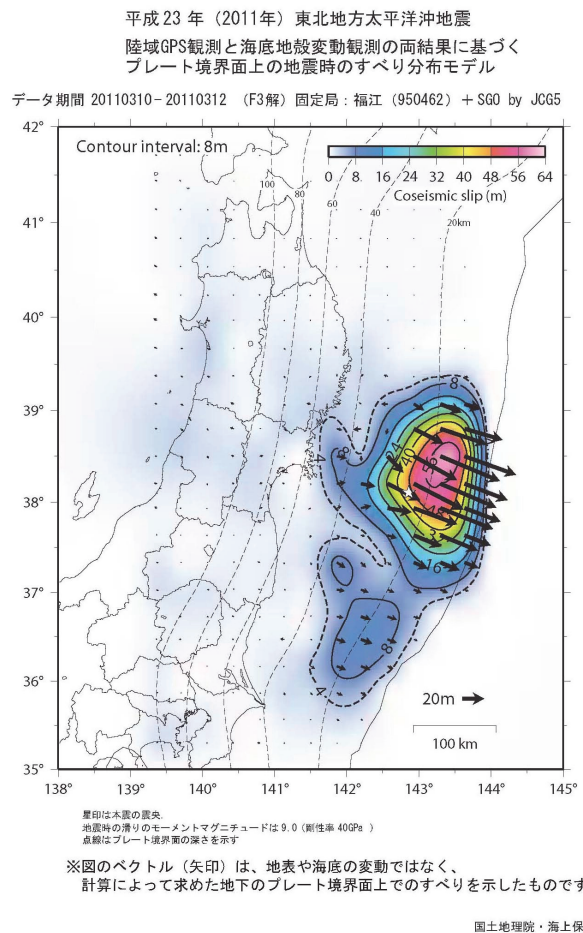 平成23年（2011年）東北地方太平洋沖地震
陸域GPS観測と海底地殻変動観測の両結果に基づく
プレート境界面上の地震時のすべり分布モデル
データ期間 20110310－20110312 （F3解）固定局：福江（950462）＋SGO by JCG5
Contour interval: 8m
0 8 16 24 32 40 48 56 64
Coseismic slip (m)
100 80 60 40 20km
42°
41°
40°
39°
38°
37°
36°
35°
8
4
8
24
40
56
16
8
4
20m
100 km
138° 139° 140° 141° 142° 143° 144° 145°
星印は本震の震央.
地震時の滑りのモーメントマグニチュードは 9.0（剛性率 40GPa ）
点線はプレート境界面の深さを示す
※図のベクトル（矢印）は、地表や海底の変動ではなく、
計算によって求めた地下のプレート境界面上でのすべりを示したものです
国土地理院・海上保